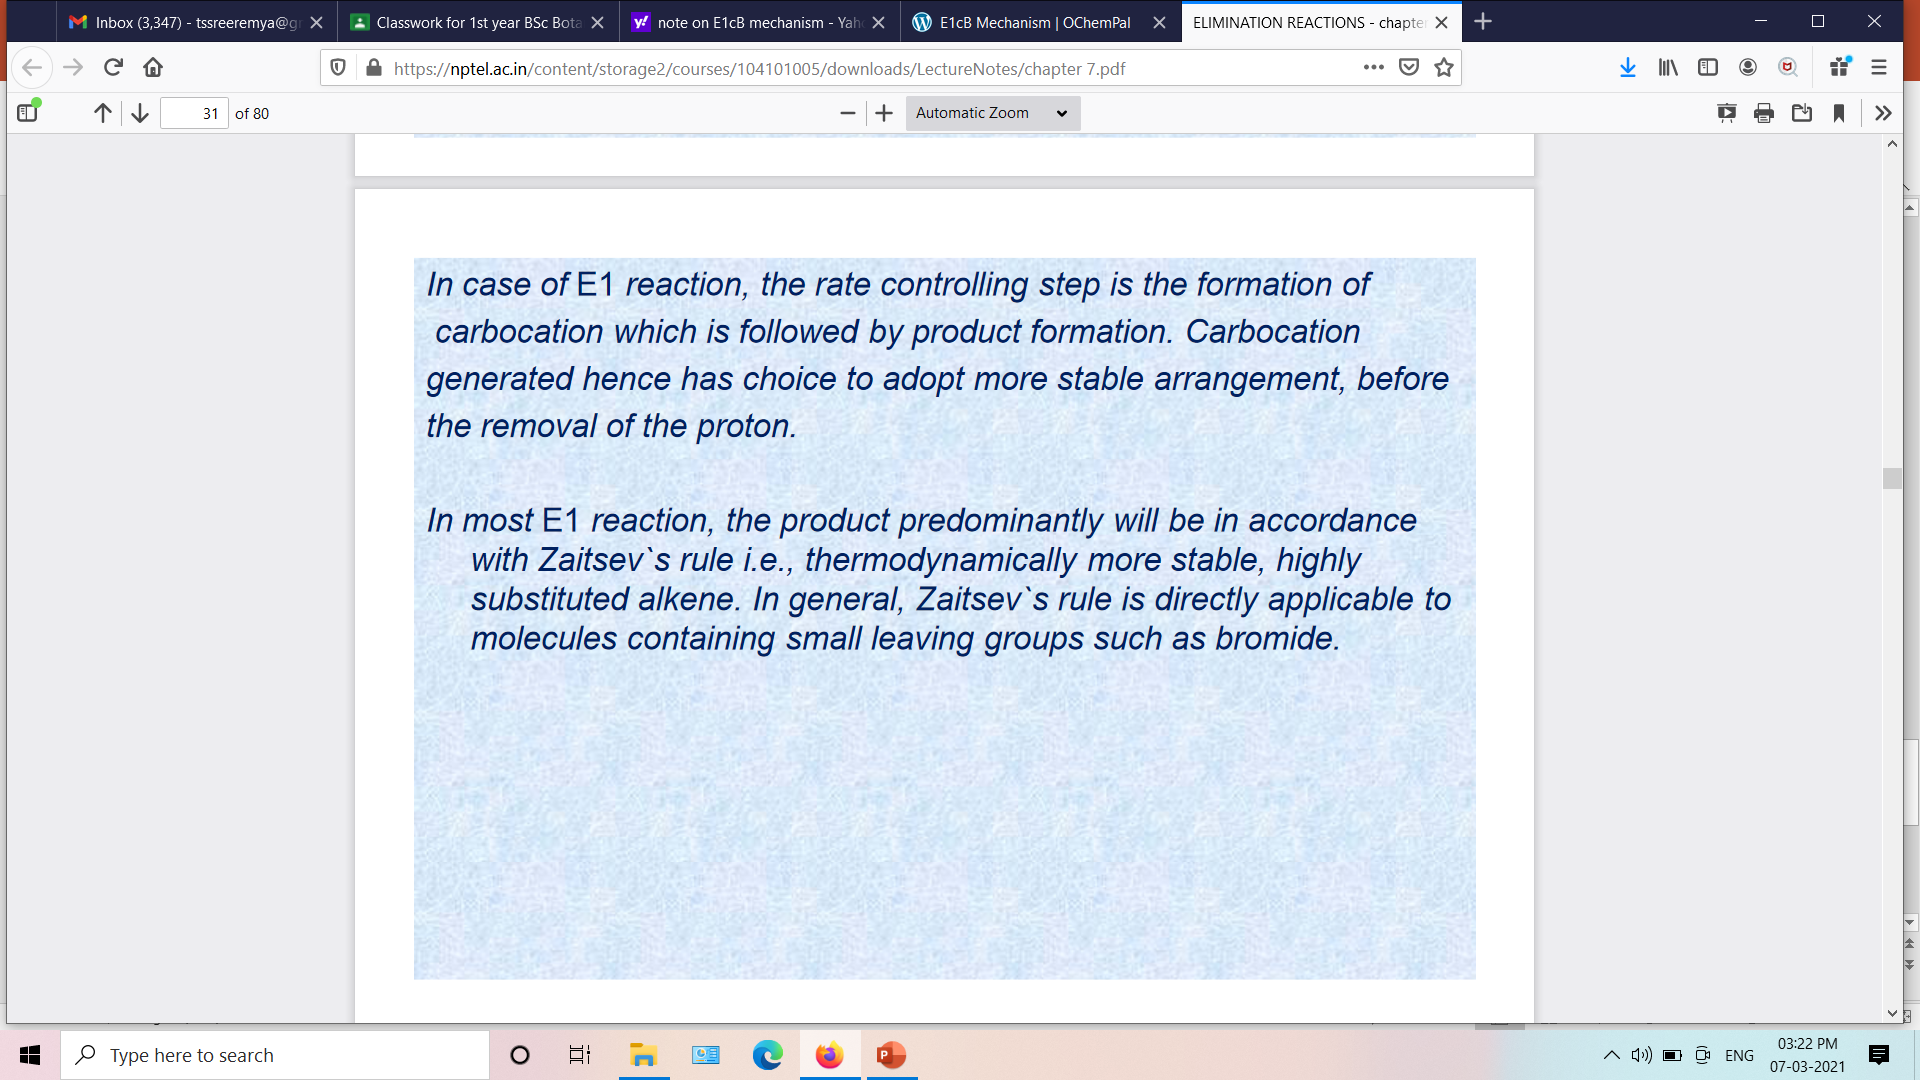 Inbox (3,347) - tssreeremya@g
Classwork for 1st year BSc Bota
note on E1cB mechanism - Yah
E1cB Mechanism | OChemPal
ELIMINATION REACTIONS - chapte
https://nptel.ac.in/content/storage2/courses/104101005/downloads/LectureNotes/chapter 7.pdf
31 of 80
Automatic Zoom
In case of E1 reaction, the rate controlling step is the formation of
carbocation which is followed by product formation. Carbocation
generated hence has choice to adopt more stable arrangement, before
the removal of the proton.
In most E1 reaction, the product predominantly will be in accordance
with Zaitsev`s rule i.e., thermodynamically more stable, highly
substituted alkene. In general, Zaitsev`s rule is directly applicable to
molecules containing small leaving groups such as bromide.
Type here to search
ENG
03:22 PM
07-03-2021